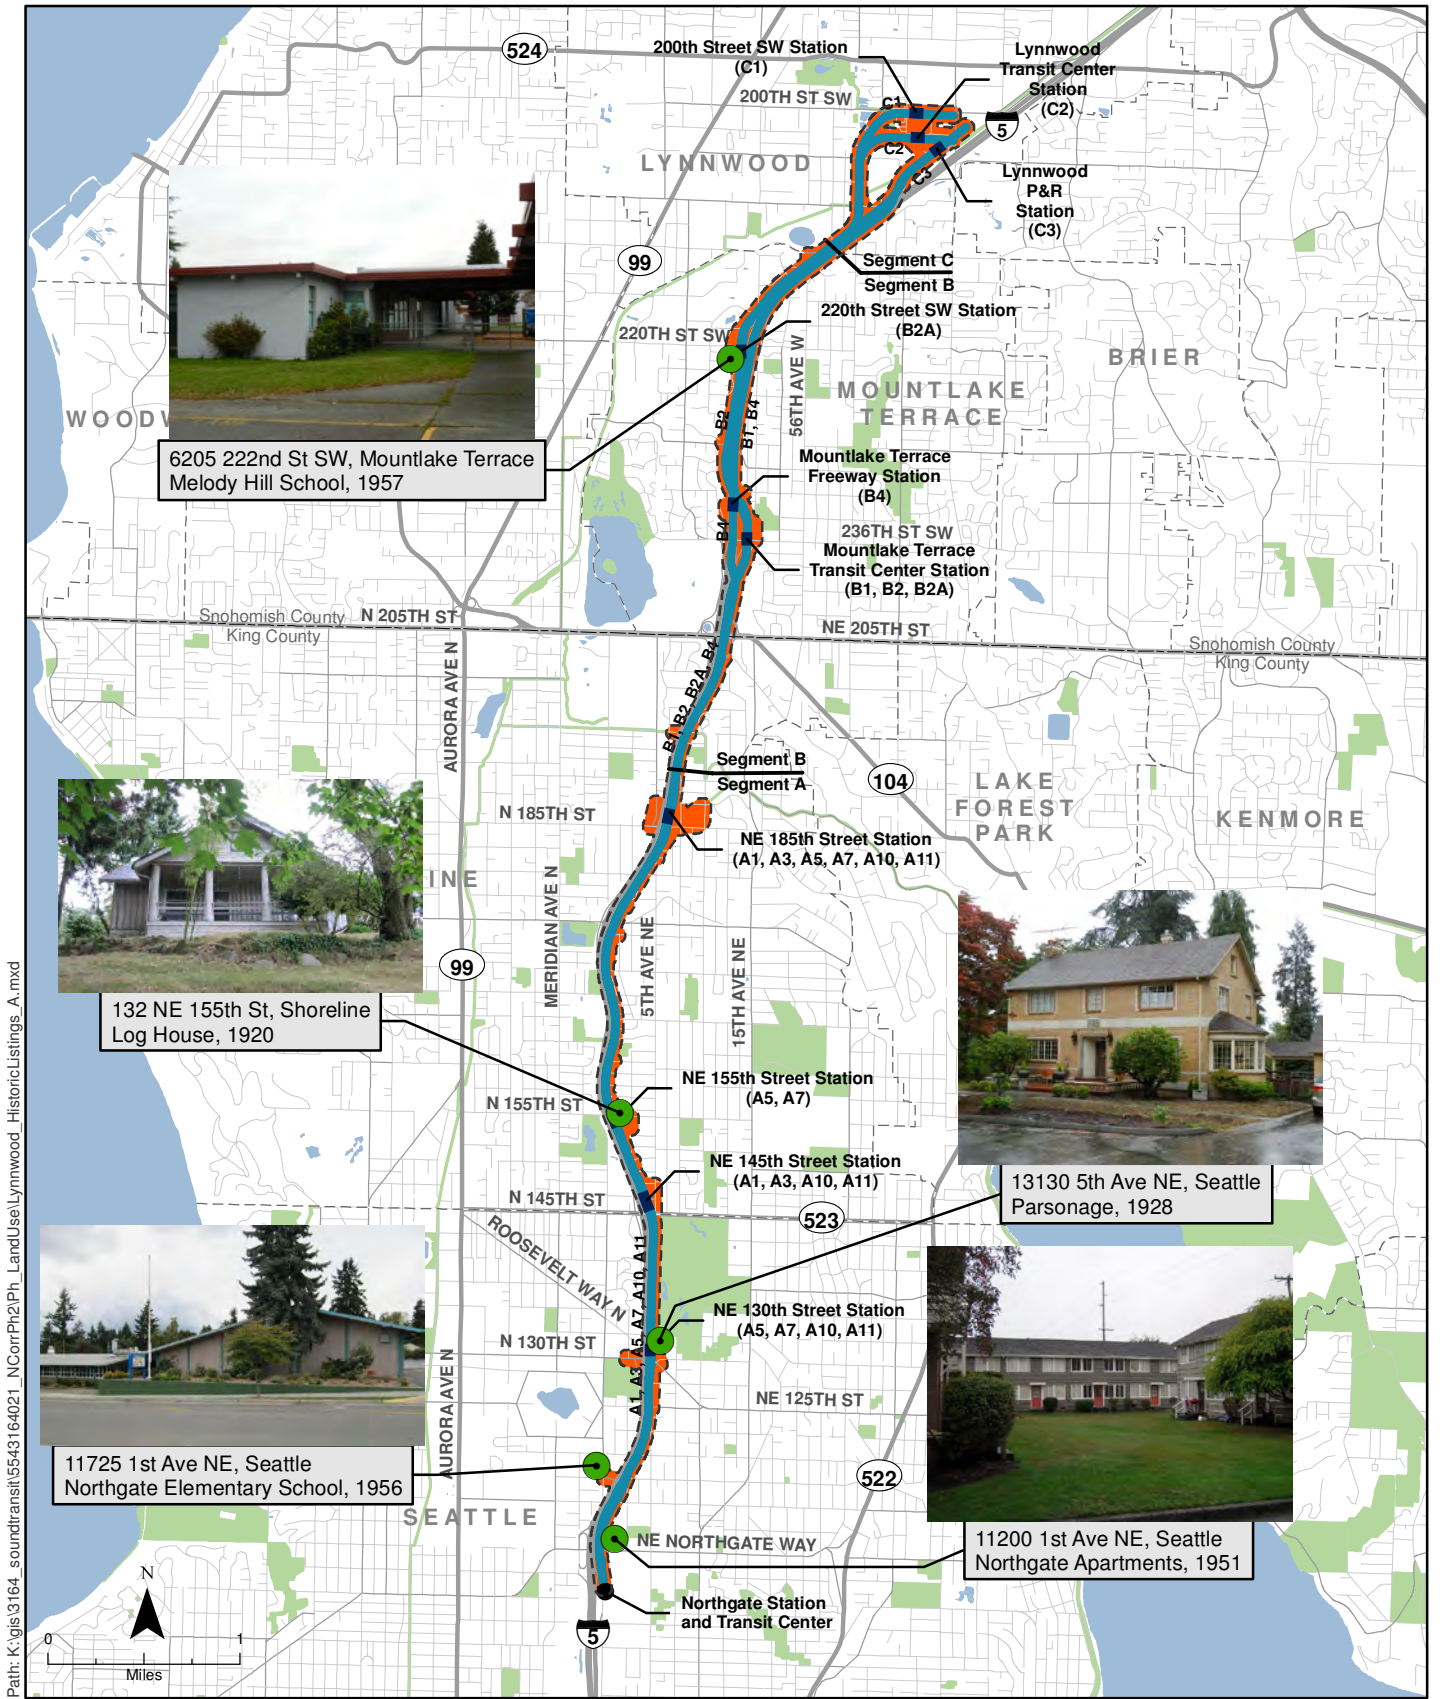 524
200th Street SW Station
(C1)
Lynnwood
Transit Center
Station
(C2)
200TH ST SW
C1
5
C2
LYNNWOOD
C3
Lynnwood
P&R
Station
(C3)
99
Segment C
Segment B
220th Street SW Station
(B2A)
220TH ST SW
56TH AVE W
BRIER
MOUNTLAKE
TERRACE
WOODW
B2
B1, B4
6205 222nd St SW, Mountlake Terrace
Melody Hill School, 1957
Mountlake Terrace
Freeway Station
(B4)
B4
236TH ST SW
Mountlake Terrace
Transit Center Station
(B1, B2, B2A)
Snohomish County
King County
N 205TH ST
NE 205TH ST
Snohomish County
King County
AURORA AVE N
B1, B2, B2A, B4
Segment B
Segment A
104
LAKE
FOREST
PARK
KENMORE
N 185TH ST
NE 185th Street Station
(A1, A3, A5, A7, A10, A11)
INE
MERIDIAN AVE N
5TH AVE NE
15TH AVE NE
99
132 NE 155th St, Shoreline
Log House, 1920
NE 155th Street Station
(A5, A7)
N 155TH ST
NE 145th Street Station
(A1, A3, A10, A11)
N 145TH ST
523
13130 5th Ave NE, Seattle
Parsonage, 1928
ROOSEVELT WAY N
A1, A3, A5, A7, A10, A11
NE 130th Street Station
(A5, A7, A10, A11)
N 130TH ST
AURORA AVE N
NE 125TH ST
11725 1st Ave NE, Seattle
Northgate Elementary School, 1956
522
SEATTLE
NE NORTHGATE WAY
11200 1st Ave NE, Seattle
Northgate Apartments, 1951
Northgate Station
and Transit Center
5
N
0 1
Miles
Path: K:\gis\3164_soundtransit\5543164021_NCorrPh2\Ph_LandUse\Lynnwood_HistoricListings_A.mxd